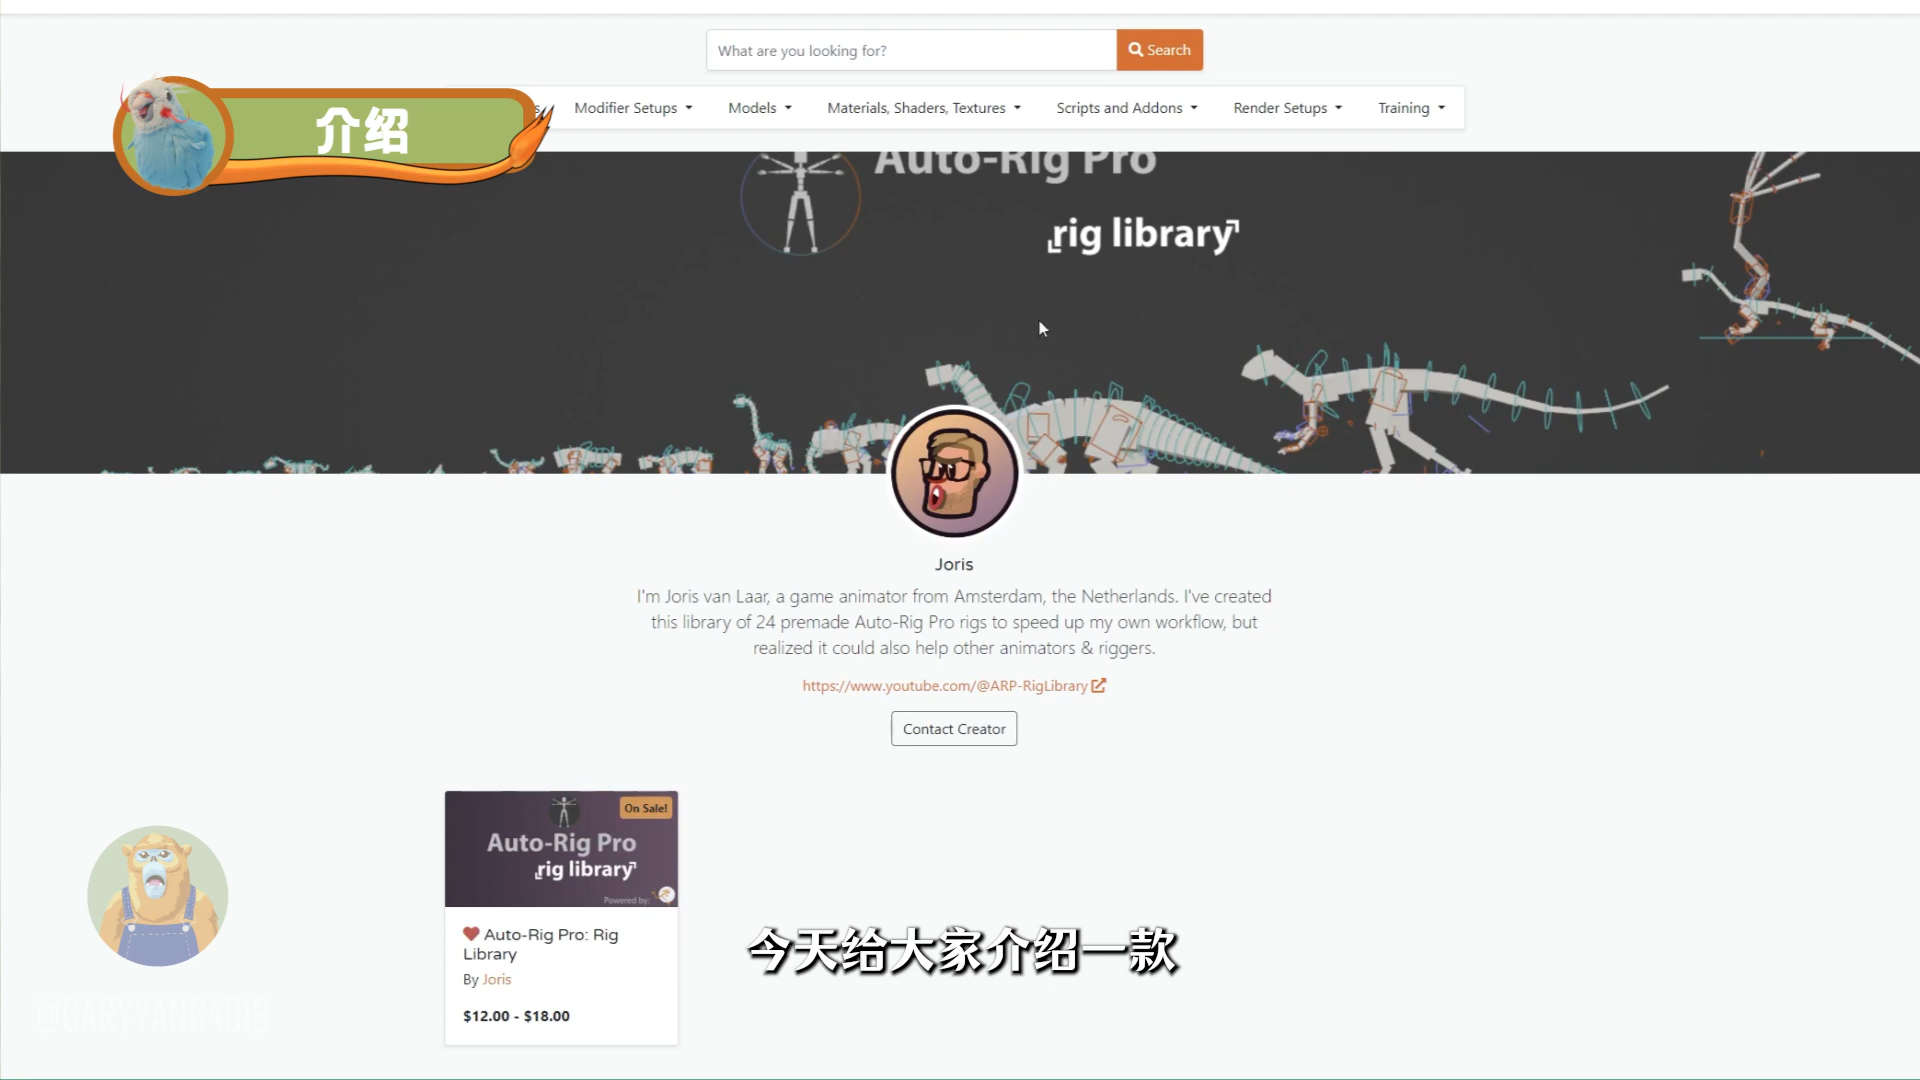 What are you looking for?
Search
介绍
s
Modifier Setups
Models
Materials, Shaders, Textures
Scripts and Addons
Render Setups
Training
Auto-Rig Pro
rig library
Joris
I'm Joris van Laar, a game animator from Amsterdam, the Netherlands. I've created
this library of 24 premade Auto-Rig Pro rigs to speed up my own workflow, but
realized it could also help other animators & riggers.
https://www.youtube.com/@ARP-RigLibrary
Contact Creator
On Sale!
Auto-Rig Pro
rig library
Powered by:
Auto-Rig Pro: Rig
Library
By Joris
$12.00 - $18.00
今天给大家介绍一款